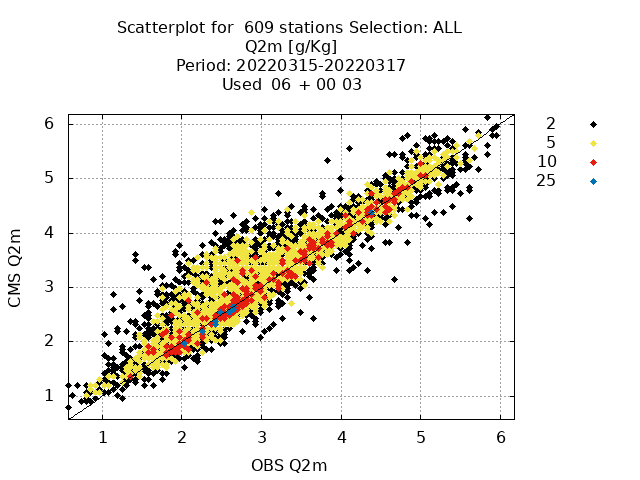 Scatterplot for  609 stations Selection: ALL
Q2m [g/Kg]
Period: 20220315-20220317
Used  06 + 00 03
2
5
10
25
6
5
4
3
2
1
CMS Q2m
1 2 3 4 5 6
OBS Q2m